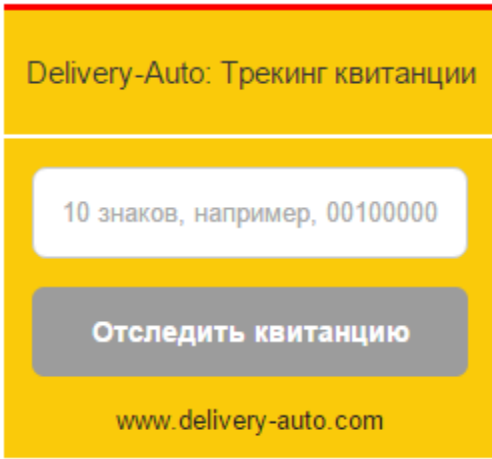 Delivery-Auto: Трекинг квитанции
10 знаков, например, 00100000
Отследить квитанцию
www.delivery-auto.com